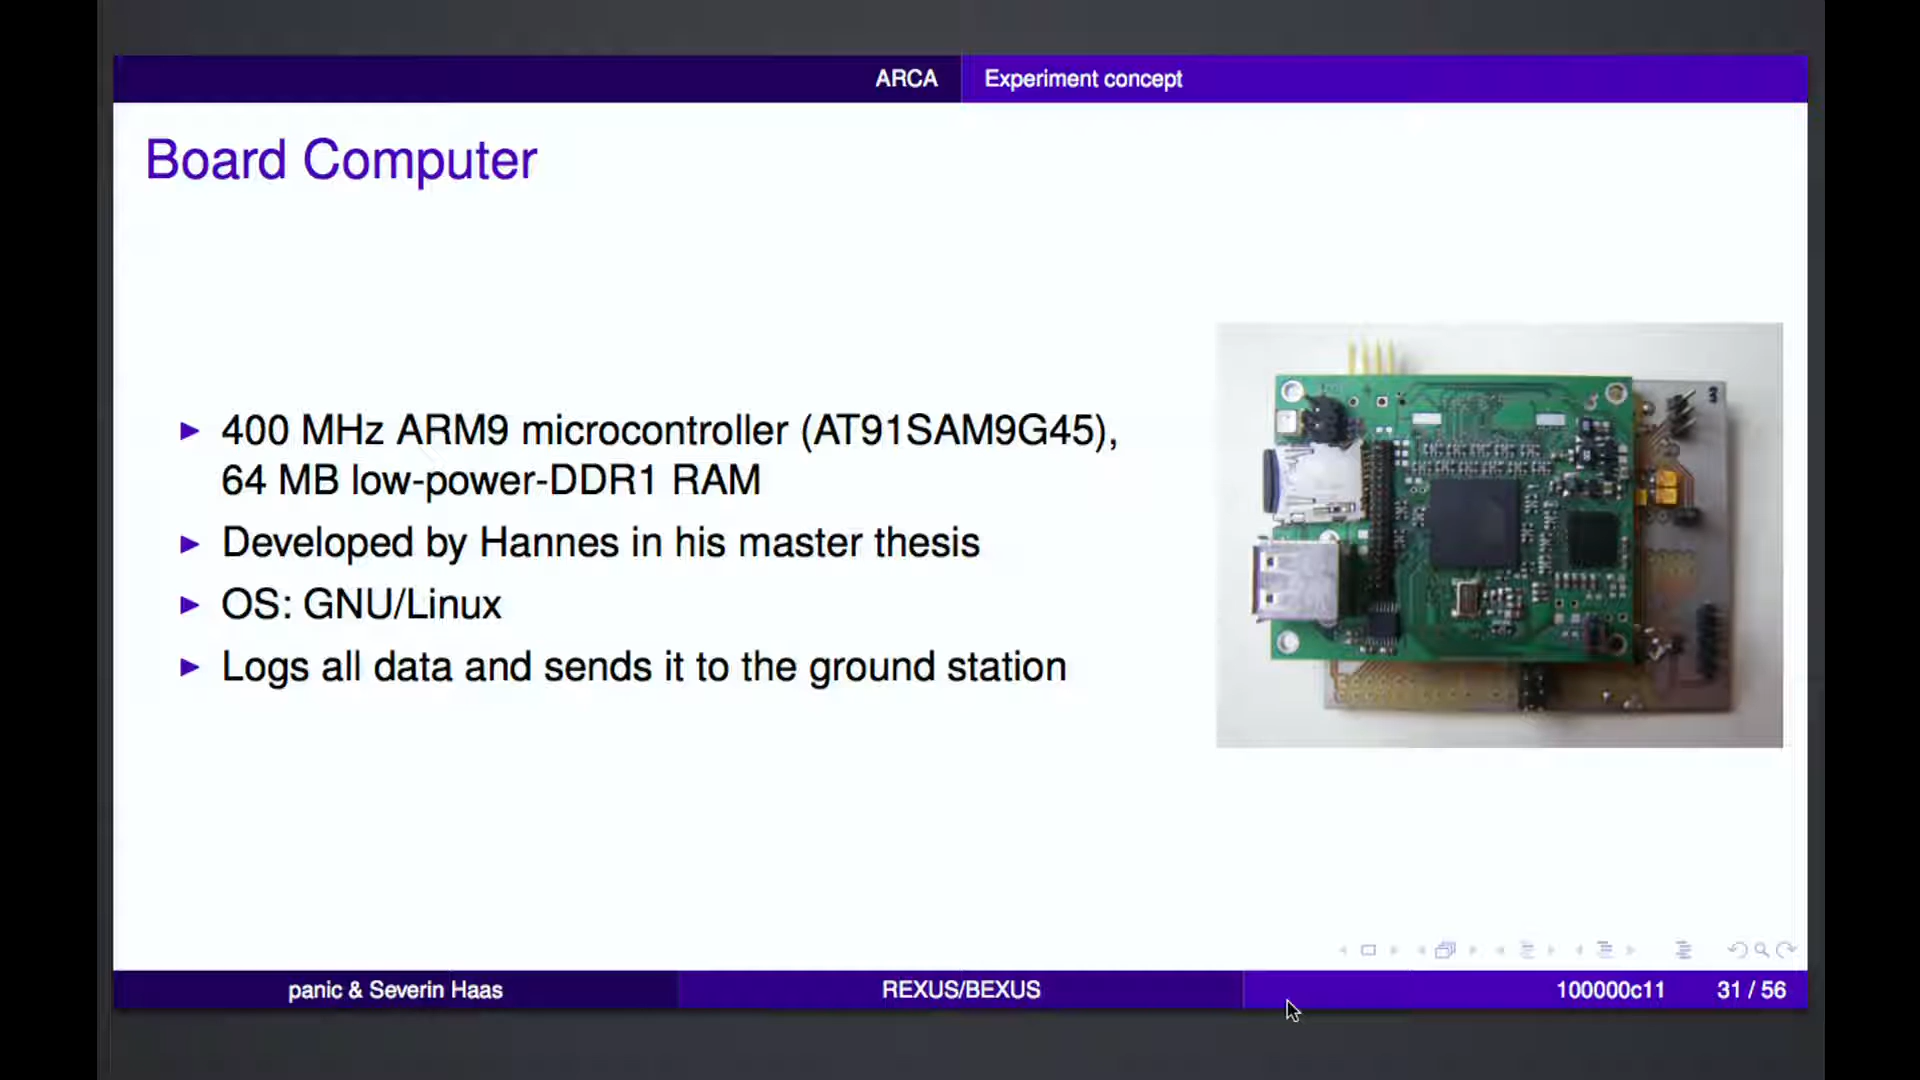 ARCA
Experiment concept
Board Computer
400 MHz ARM9 microcontroller (AT91SAM9G45),
64 MB low-power-DDR1 RAM
Developed by Hannes in his master thesis
OS: GNU/Linux
Logs all data and sends it to the ground station
panic & Severin Haas
REXUS/BEXUS
100000c11
31 / 56